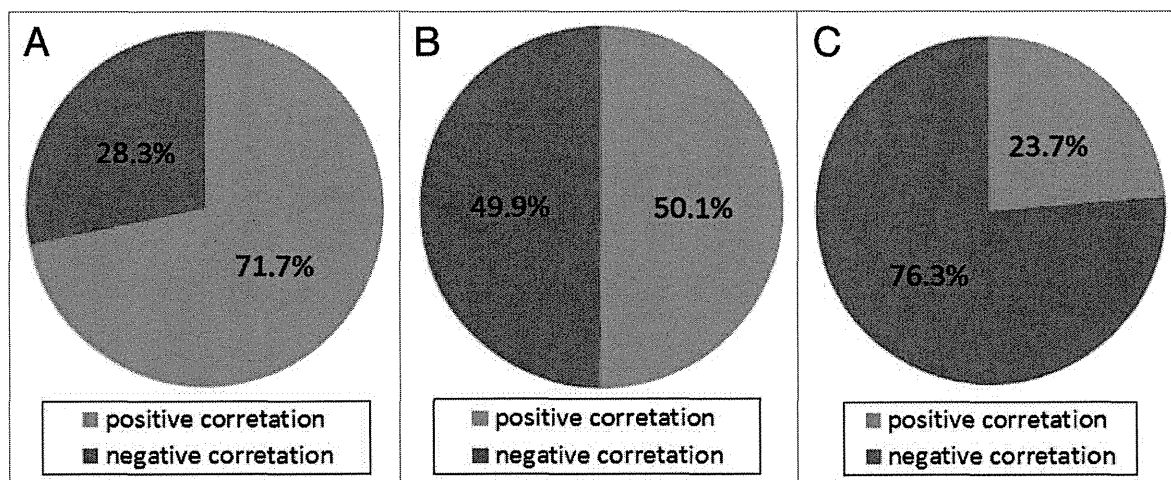 A
28.3%
71.7%
positive corretation
negative corretation
B
49.9%
50.1%
positive corretation
negative corretation
C
23.7%
76.3%
positive corretation
negative corretation